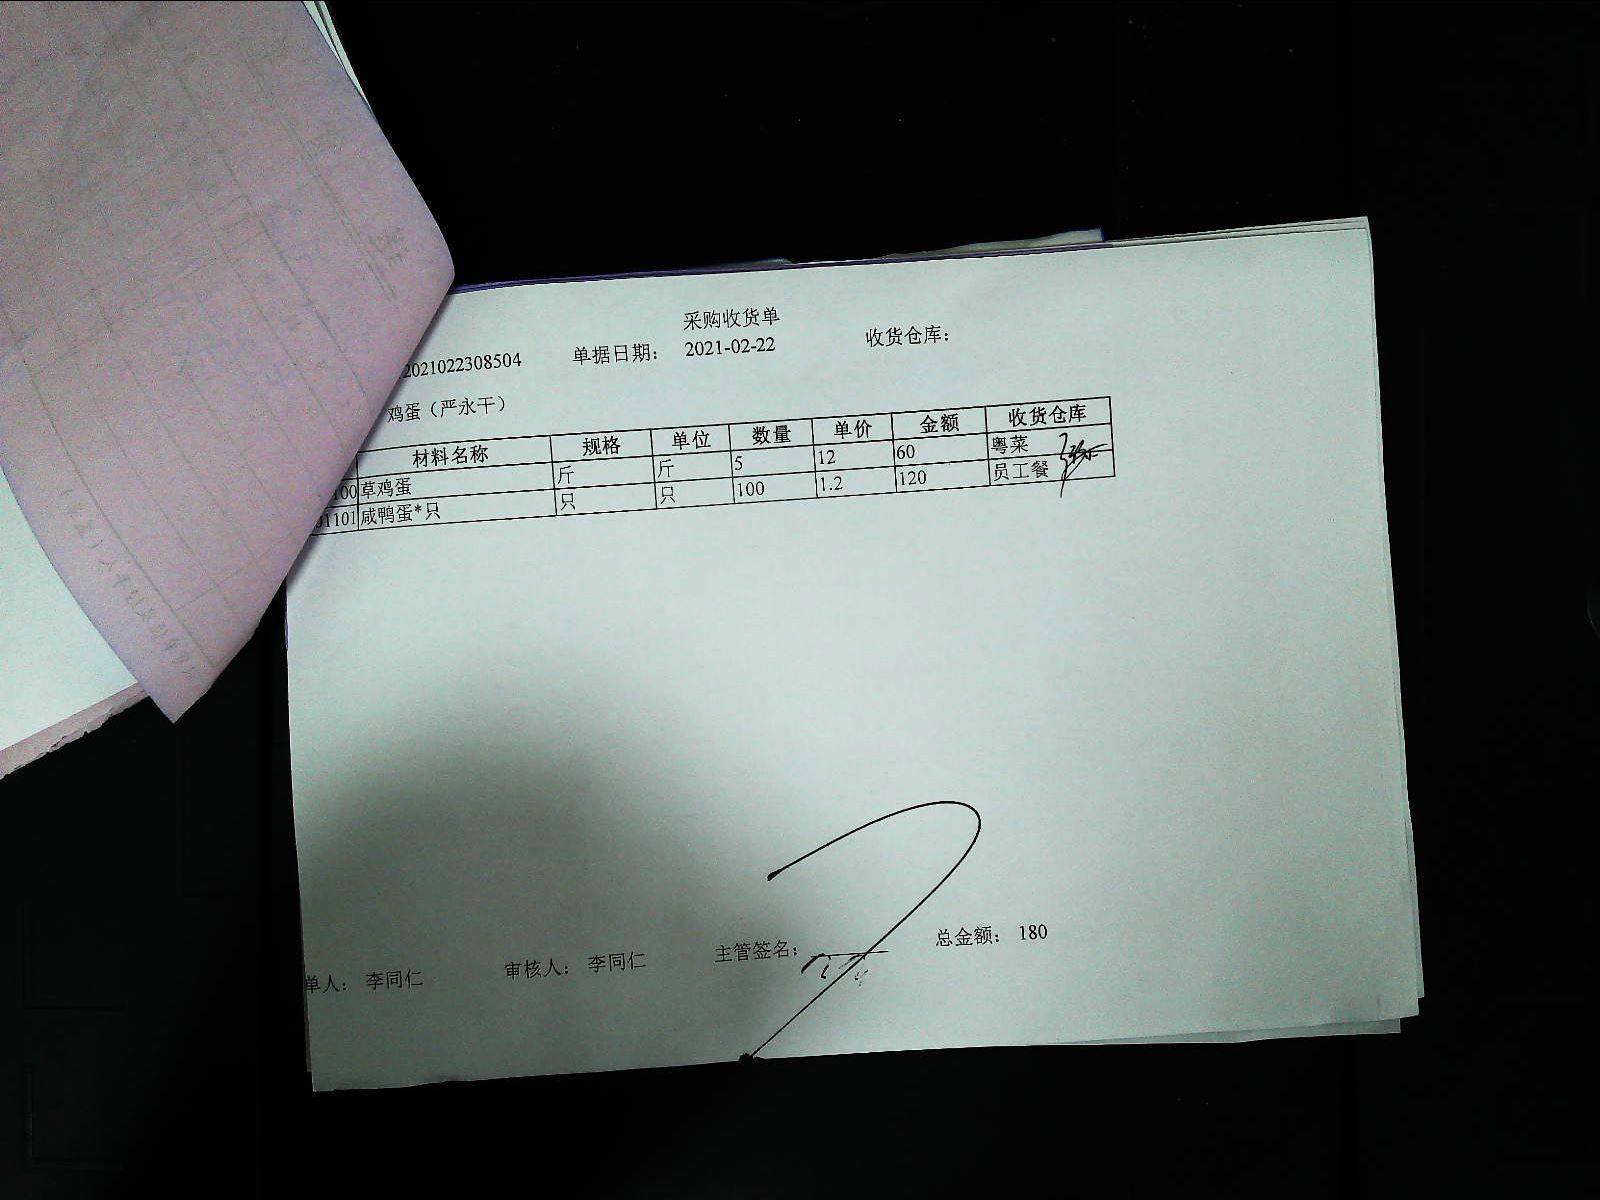 采购收货单
2021022308504 单据日期： 2021-02-22 收货仓库：
鸡蛋（严永干）
材料名称 规格 单位 数量 单价 金额 收货仓库
100 草鸡蛋 斤 斤 5 12 60 粤菜
01101 咸鸭蛋*只 只 只 100 1.2 120 员工餐
单人： 李同仁 审核人： 李同仁 主管签名： 总金额： 180